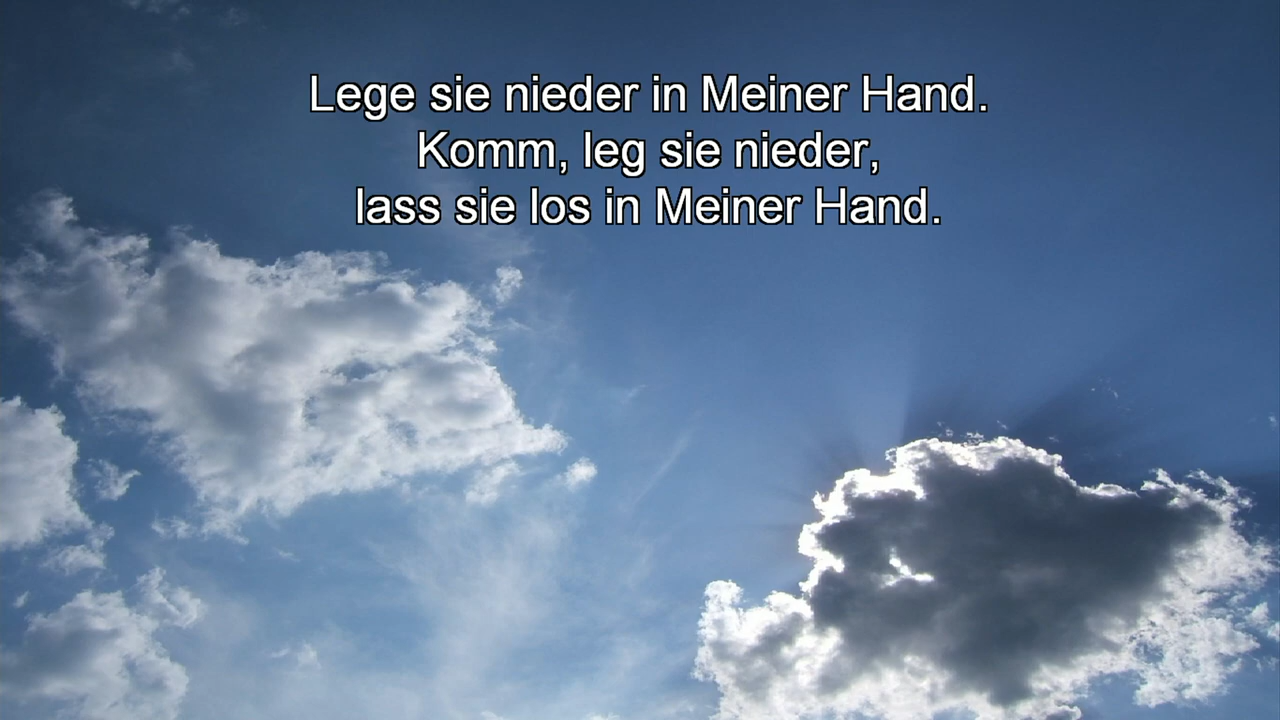 Lege sie nieder in Meiner Hand.
Komm, leg sie nieder,
lass sie los in Meiner Hand.